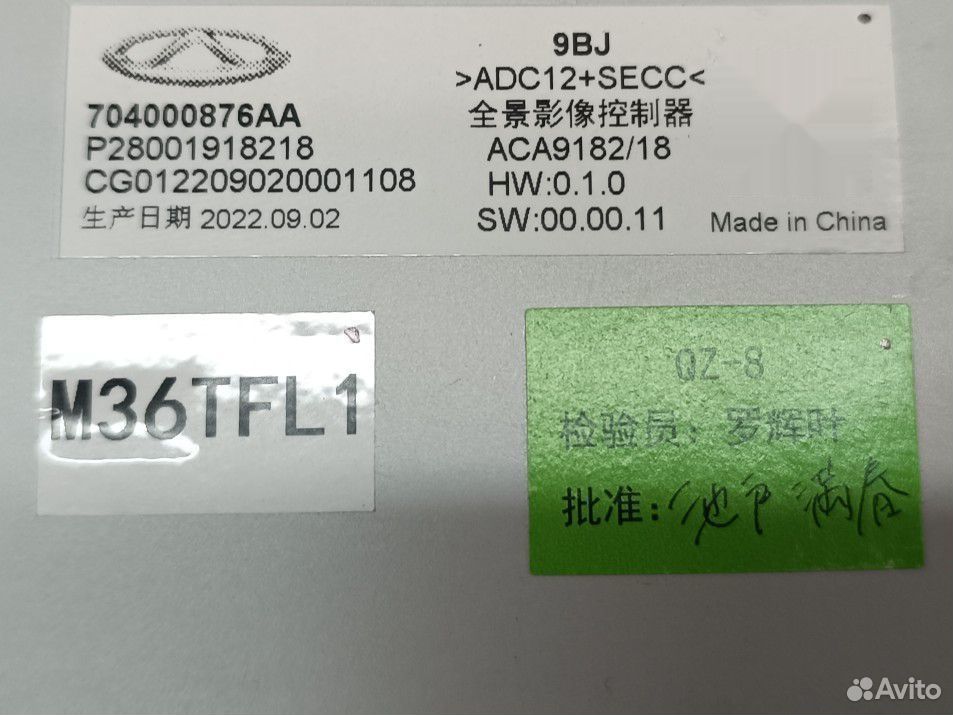 9BJ
>ADC12+SECC<
704000876AA
全景影像控制器
P28001918218
ACA9182/18
CG012209020001108
HW:0.1.0
生产日期 2022.09.02
SW:00.00.11
Made in China
M36TFL1
QZ-8
检验员：罗辉叶
批准：满春
Avito